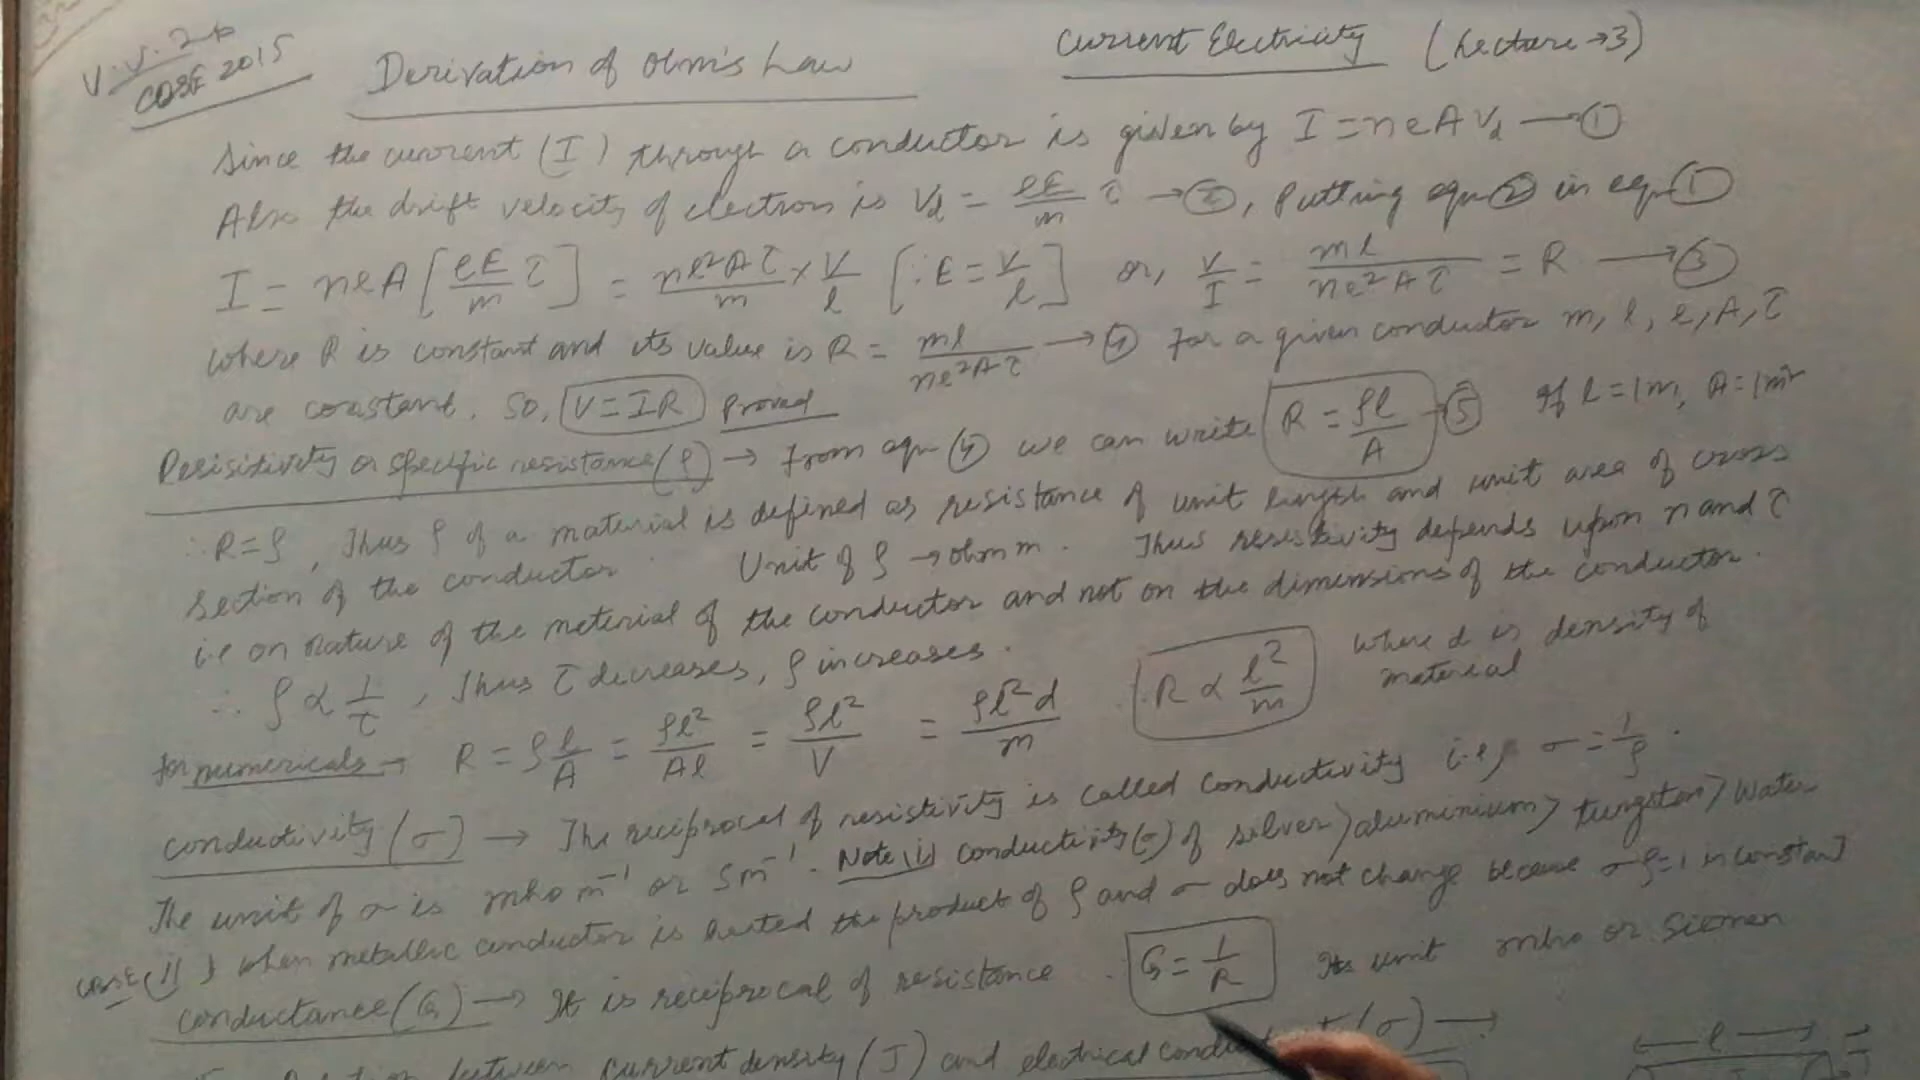 V.V. 2
CBSE 2015
Derivation of Ohm's Law
Current Electricity (Lecture → 3)
Since the current (I) through a conductor is given by I = neAVd → ①
Also the drift velocity of electrons is Vd = eE/m τ → ②, putting eqn ② in eqn ①
I = neA[eE/m τ] = ne²Aτ/m × V/l [∵ E = V/l] or, V/I = ml/ne²Aτ = R → ③
where R is constant and its value is R = ml/ne²Aτ → ④ for a given conductor m, l, e, A, τ
are constant. So, V = IR Proved
Resisitivity or specific resistance (ρ) → from eqn ④ we can write R = ρl/A → ⑤ If l = 1m, A = 1m²
∴ R = ρ, Thus ρ of a material is defined as resistance of unit length and unit area of cross
section of the conductor. Unit of ρ → ohm m. Thus resistivity depends upon n and τ
i.e on nature of the meterial of the conductor and not on the dimensions of the conductor.
∴ ρ ∝ 1/τ, Thus τ decreases, ρ increases.
for numericals → R = ρ l/A = ρl²/Al = ρl²/V = ρl²d/m ∴ R ∝ l²/m where d is density of material
conductivity (σ) → The reciprocal of resistivity is called conductivity i.e, σ = 1/ρ.
The unit of σ is mho m⁻¹ or Sm⁻¹. Note (i) conductivity (σ) of silver > aluminium > tungsten > water
CBSE (ii) When metallic conductor is heated the product of ρ and σ does not change because σρ = 1 is constant
conductance (G) → It is reciprocal of resistance ∴ G = 1/R Its unit mho or Siemen
between current density (J) and electrical (σ) →
l